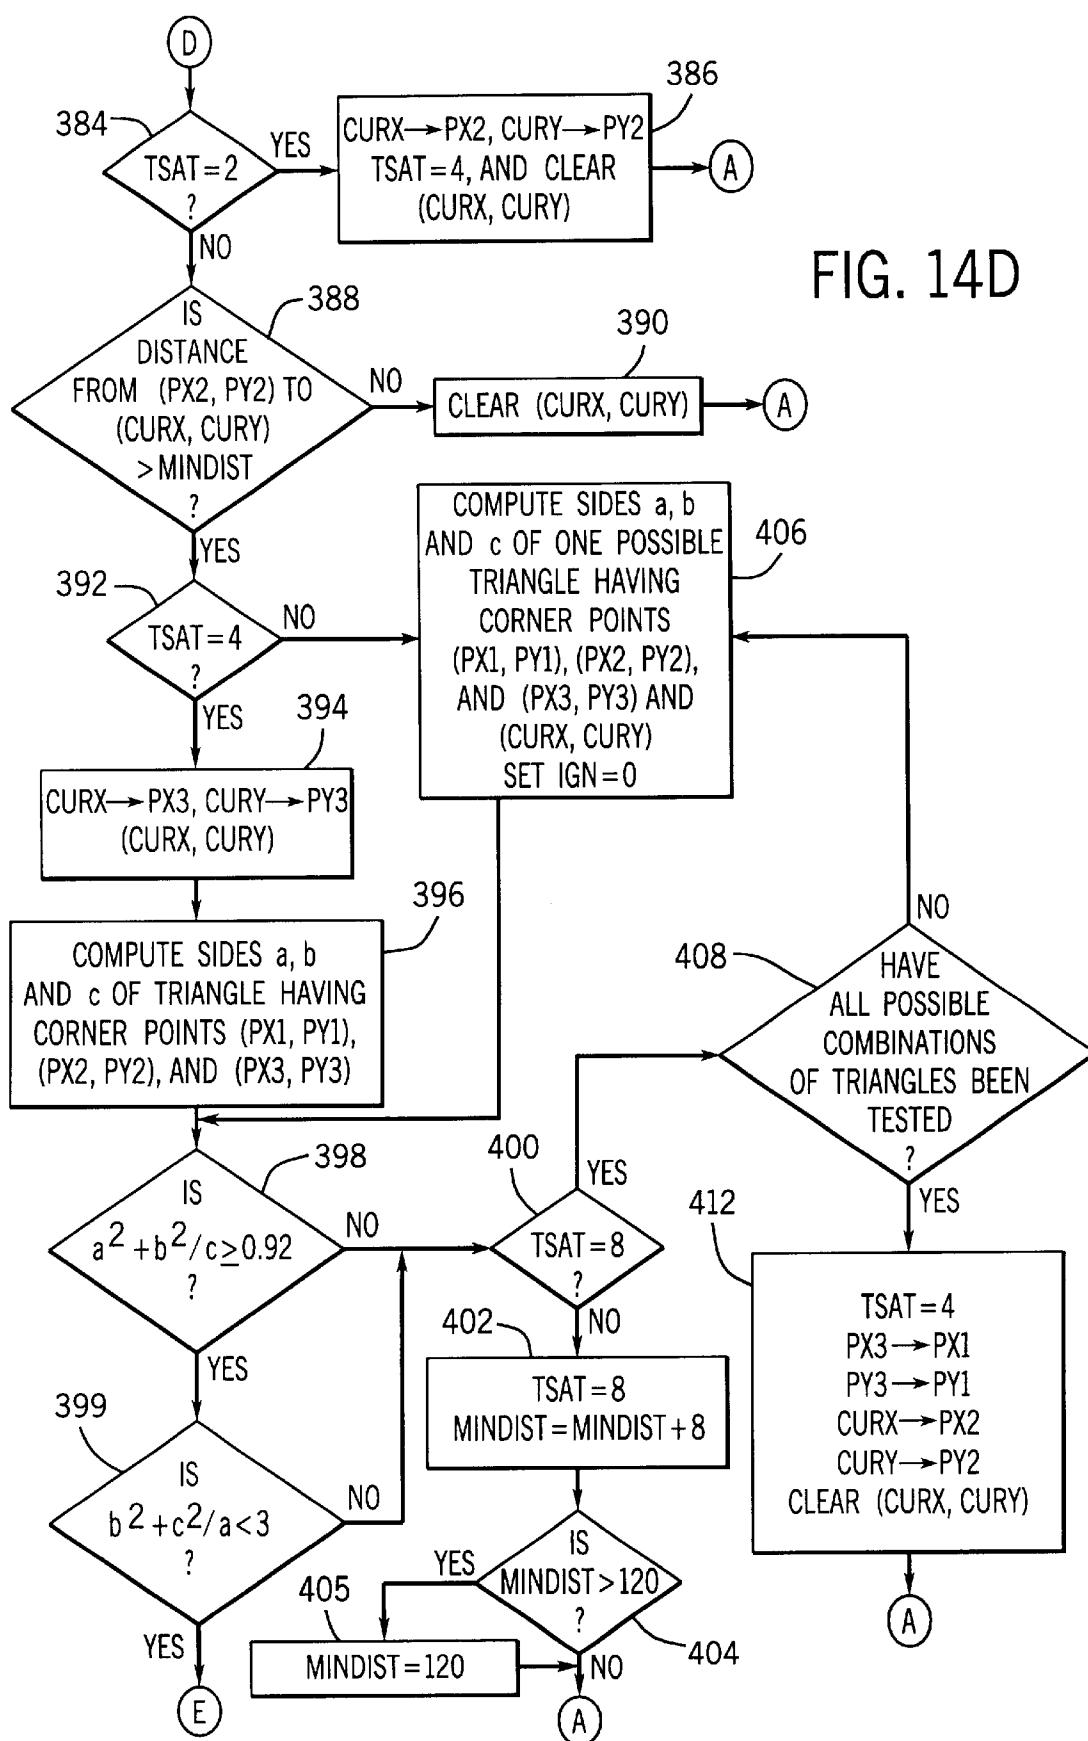 D
384
TSAT=2
?
YES
NO
386
CURX→PX2, CURY→PY2
TSAT=4, AND CLEAR
(CURX, CURY)
A
FIG. 14D
388
IS
DISTANCE
FROM (PX2, PY2) TO
(CURX, CURY)
>MINDIST
?
NO
YES
390
CLEAR (CURX, CURY)
A
392
TSAT=4
?
NO
YES
406
COMPUTE SIDES a, b
AND c OF ONE POSSIBLE
TRIANGLE HAVING
CORNER POINTS
(PX1, PY1), (PX2, PY2),
AND (PX3, PY3) AND
(CURX, CURY)
SET IGN=0
394
CURX→PX3, CURY→PY3
(CURX, CURY)
396
COMPUTE SIDES a, b
AND c OF TRIANGLE HAVING
CORNER POINTS (PX1, PY1),
(PX2, PY2), AND (PX3, PY3)
NO
408
HAVE
ALL POSSIBLE
COMBINATIONS
OF TRIANGLES BEEN
TESTED
?
YES
398
IS
a²+b²/c≥0.92
?
NO
YES
400
YES
TSAT=8
?
NO
402
TSAT=8
MINDIST=MINDIST+8
412
TSAT=4
PX3→PX1
PY3→PY1
CURX→PX2
CURY→PY2
CLEAR (CURX, CURY)
A
399
IS
b²+c²/a<3
?
NO
YES
E
IS
MINDIST>120
?
YES
NO
404
405
MINDIST=120
A